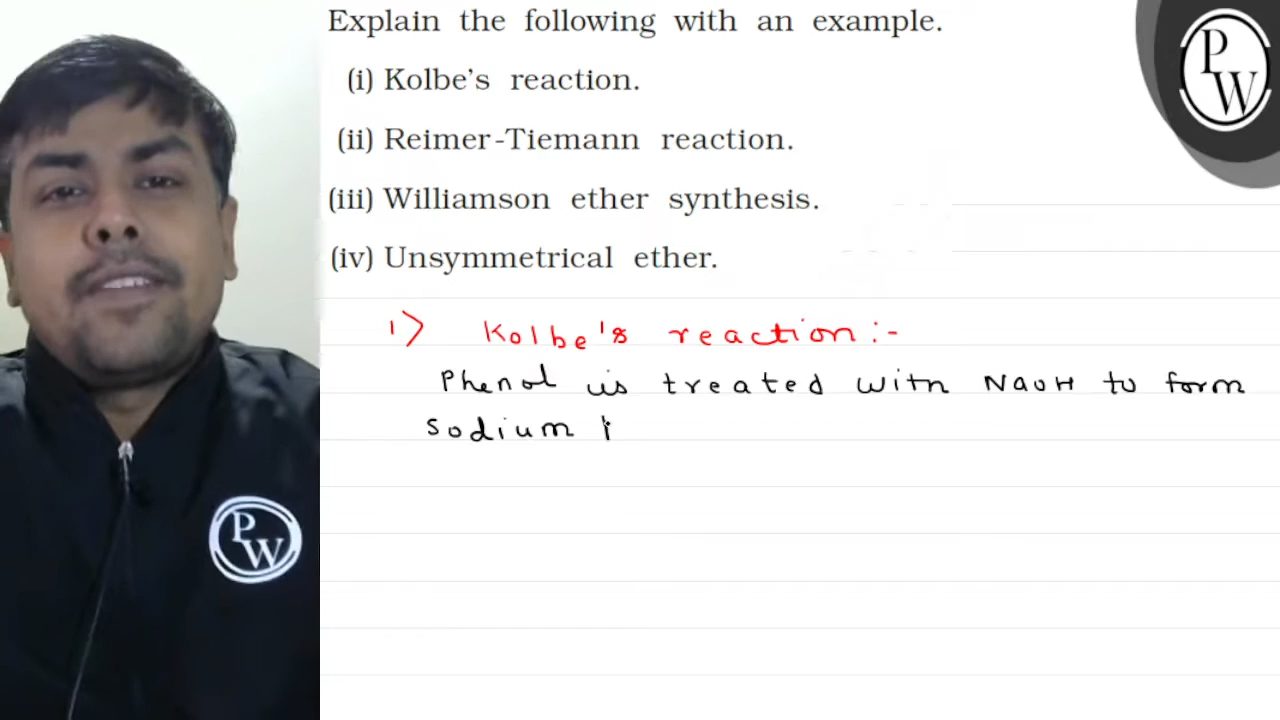 Explain the following with an example.
(i) Kolbe's reaction.
(ii) Reimer-Tiemann reaction.
(iii) Williamson ether synthesis.
(iv) Unsymmetrical ether.
PW
1> Kolbe's reaction :-
Phenol is treated with NaOH to form
sodium
PW